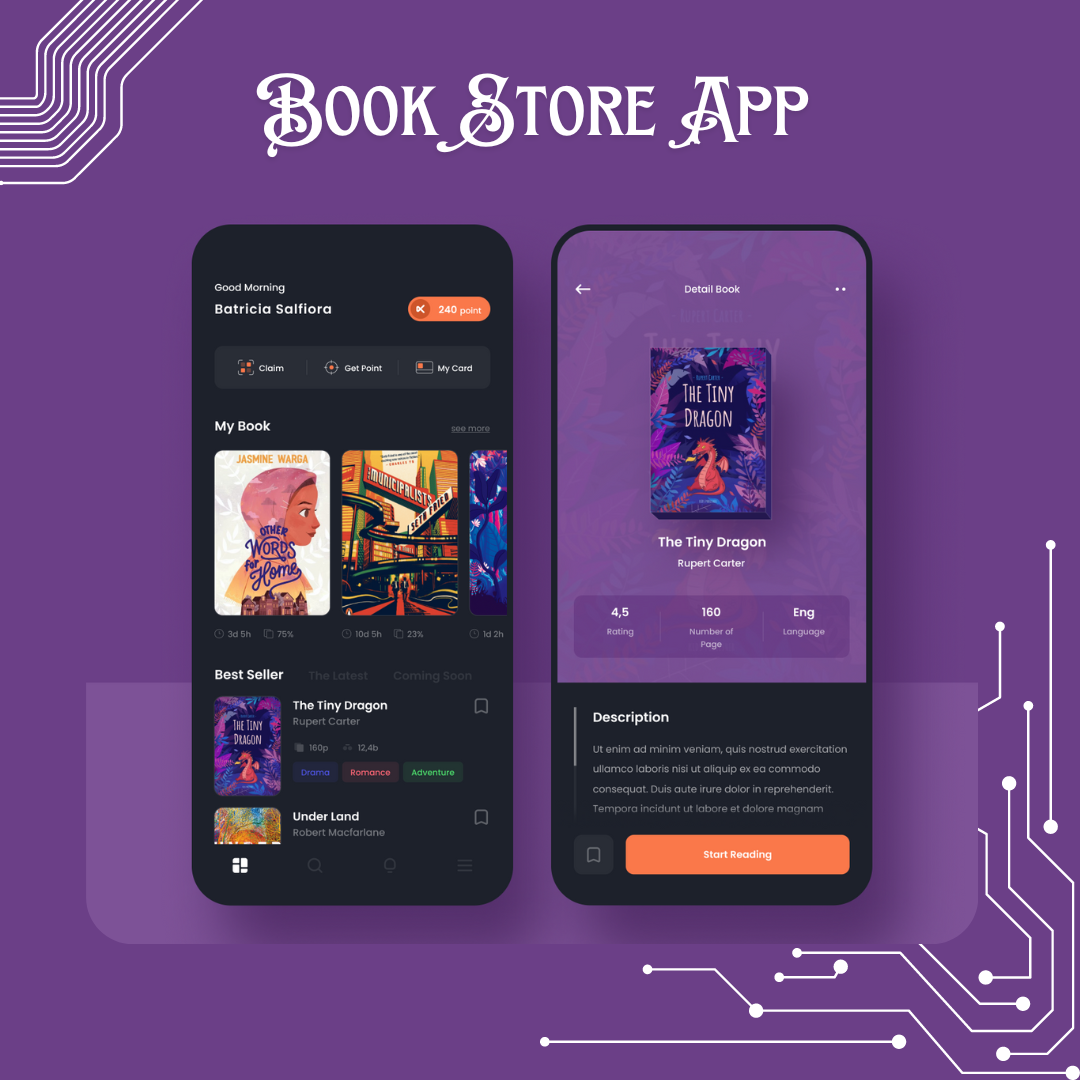 Book Store App
Good Morning
Batricia Salfiora
240 point
Claim
Get Point
My Card
My Book
see more
JASMINE WARGA
OTHER
WORDS
for
Home
THE MUNICIPALISTS
SETH FRIED
3d 5h
75%
10d 5h
23%
1d 2h
Best Seller
The Latest
Coming Soon
THE TINY
DRAGON
The Tiny Dragon
Rupert Carter
160p
12,4b
Drama
Romance
Adventure
Under Land
Robert Macfarlane
Detail Book
RUPERT CARTER
THE TINY
RUPERT CARTER
THE TINY
DRAGON
The Tiny Dragon
Rupert Carter
4,5
Rating
160
Number of
Page
Eng
Language
Description
Ut enim ad minim veniam, quis nostrud exercitation
ullamco laboris nisi ut aliquip ex ea commodo
consequat. Duis aute irure dolor in reprehenderit.
Tempora incidunt ut labore et dolore magnam
Start Reading